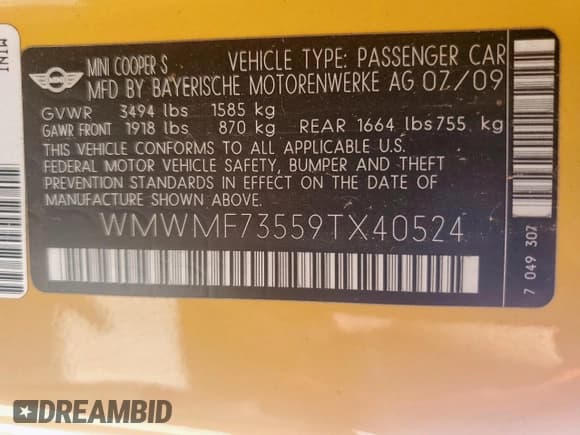 MINI
MINI
MINI COOPER S VEHICLE TYPE: PASSENGER CAR
MFD BY BAYERISCHE MOTORENWERKE AG 07/09
GVWR 3494 lbs 1585 kg
GAWR FRONT 1918 lbs 870 kg REAR 1664 lbs 755 kg
THIS VEHICLE CONFORMS TO ALL APPLICABLE U.S.
FEDERAL MOTOR VEHICLE SAFETY, BUMPER AND THEFT
PREVENTION STANDARDS IN EFFECT ON THE DATE OF
MANUFACTURE SHOWN ABOVE.
WMWMF73559TX40524
7 049 307
DREAMBID